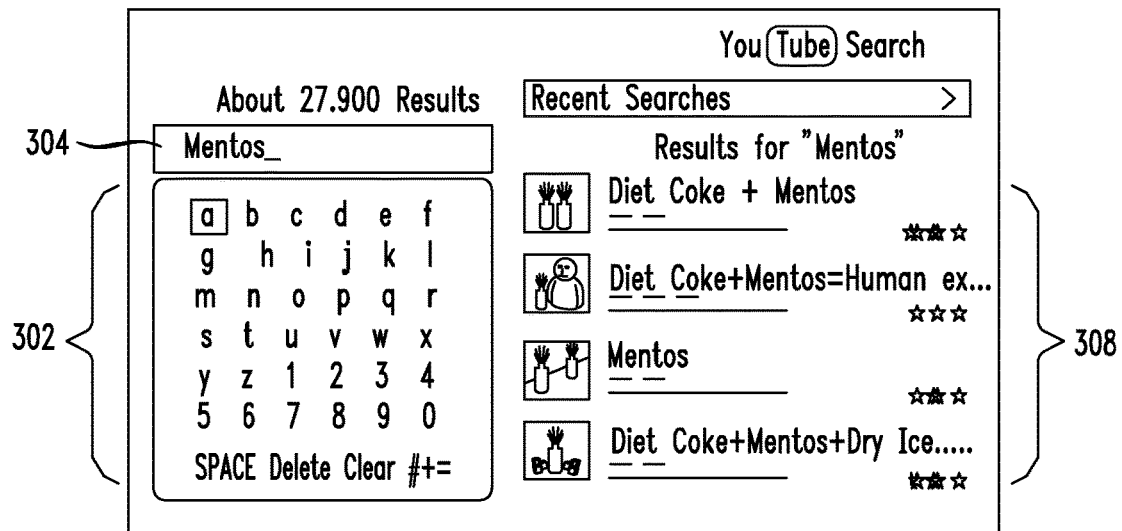 You Tube Search
About 27.900 Results
Recent Searches >
304
Mentos_
Results for "Mentos"
302
a b c d e f
g h i j k l
m n o p q r
s t u v w x
y z 1 2 3 4
5 6 7 8 9 0
SPACE Delete Clear #+=
Diet Coke + Mentos
Diet Coke+Mentos=Human ex...
Mentos
Diet Coke+Mentos+Dry Ice.....
308